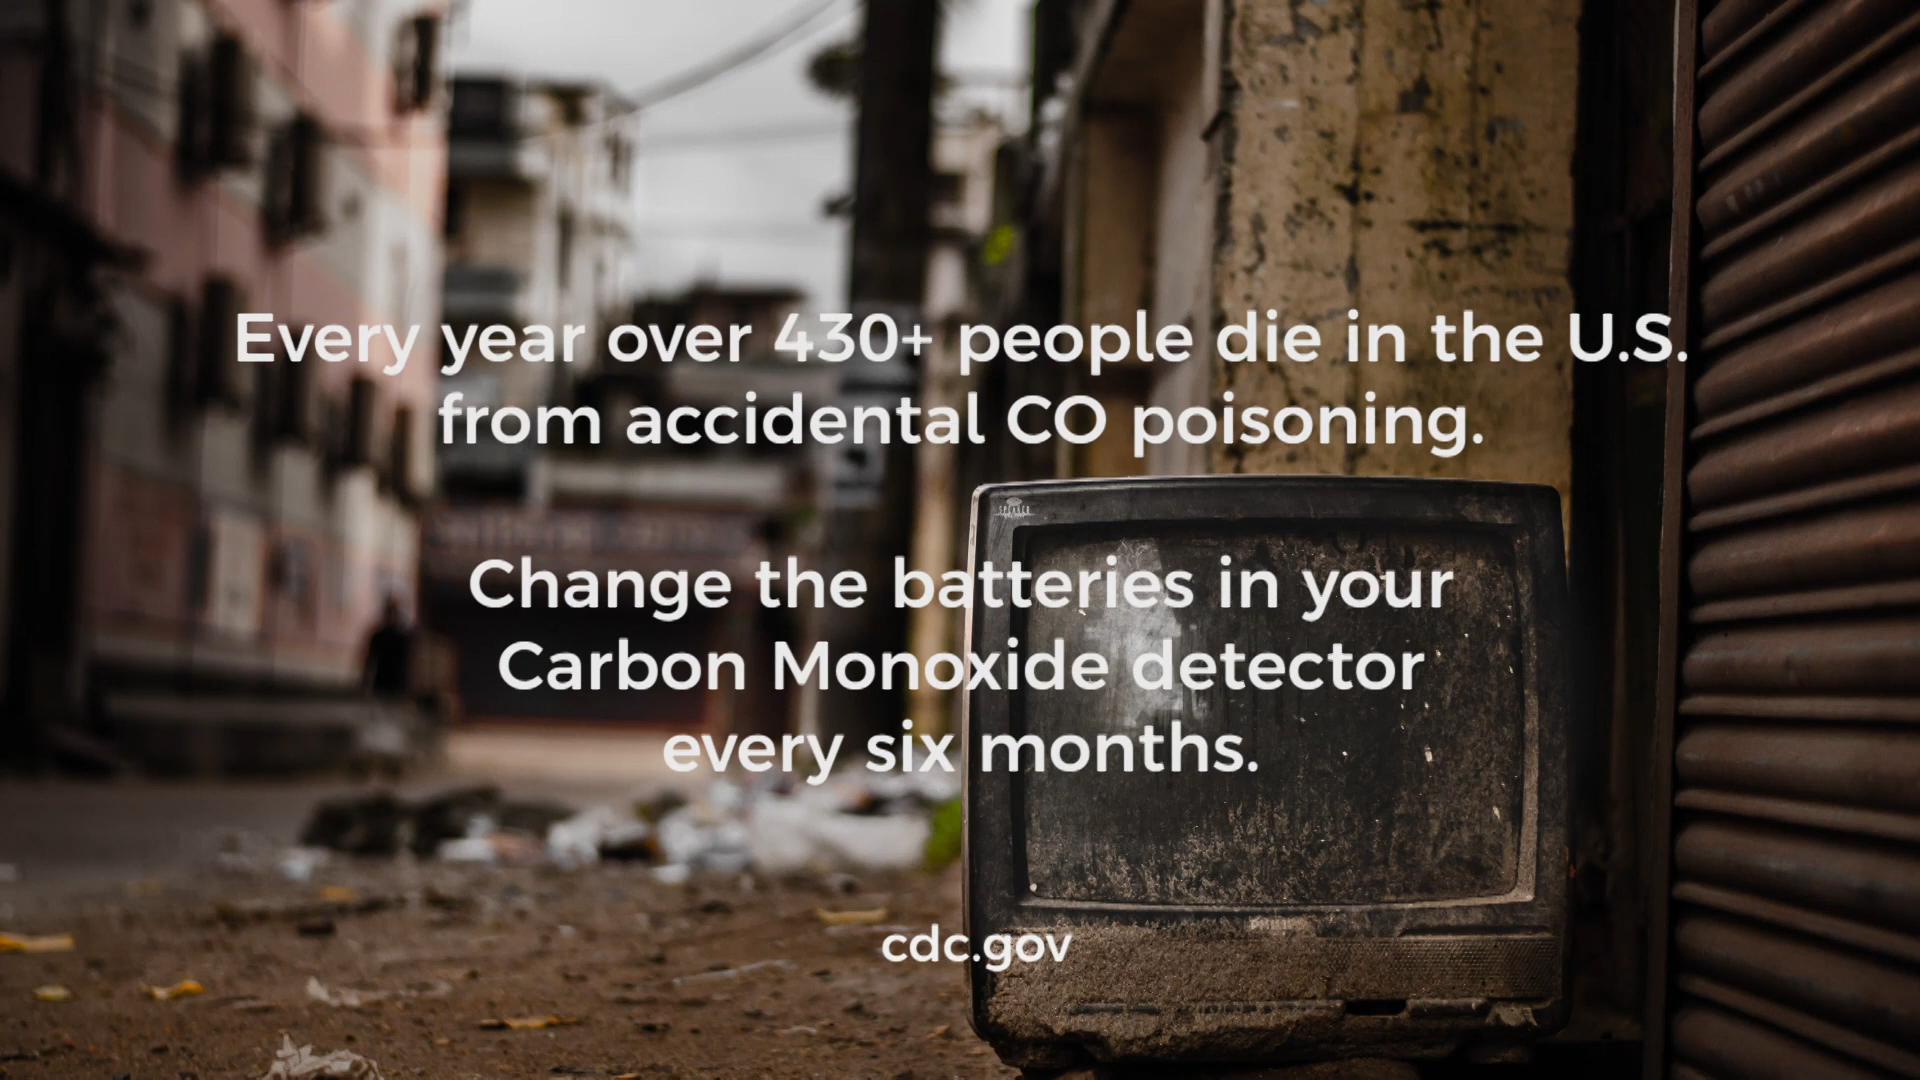 Every year over 430+ people die in the U.S.
from accidental CO poisoning.
Change the batteries in your
Carbon Monoxide detector
every six months.
cdc.gov